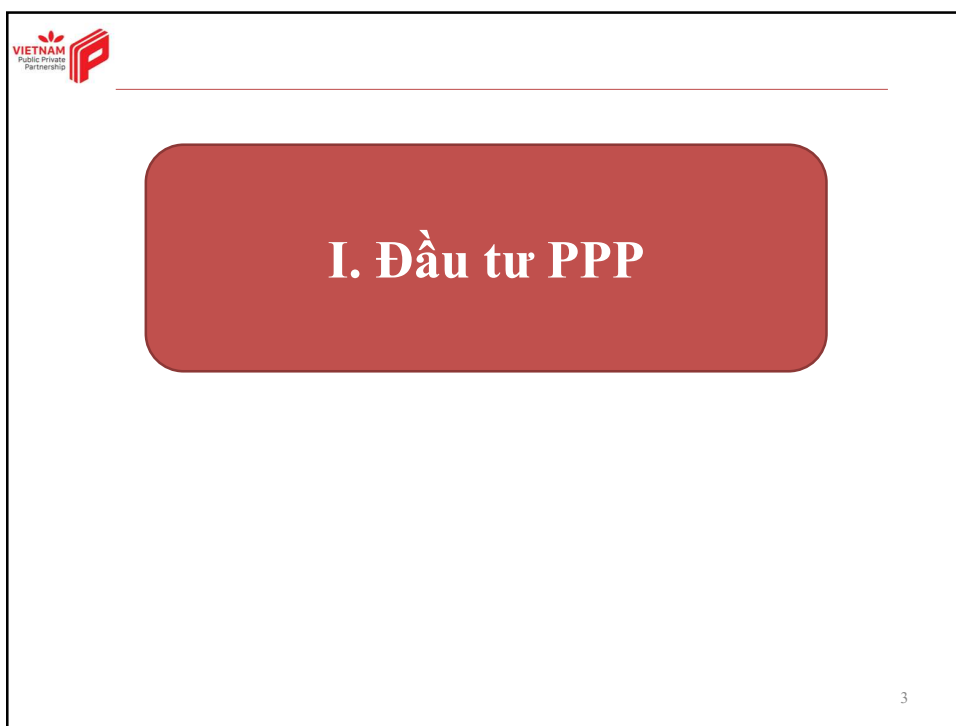 VIETNAM
Public Private
Partnership
I. Đầu tư PPP
3